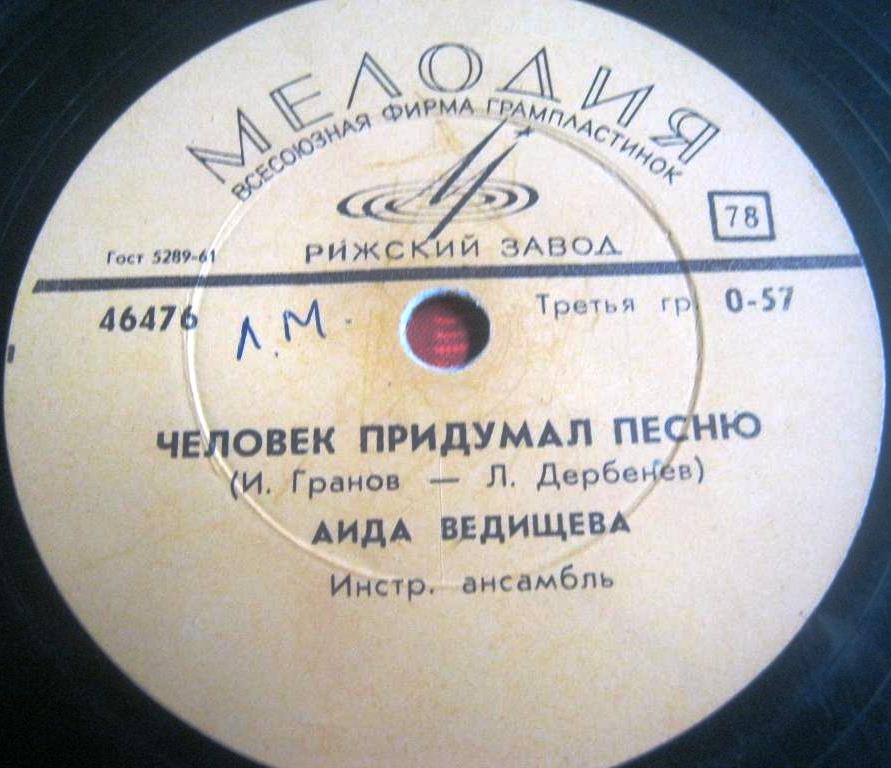 МЕЛОДИЯ
ВСЕСОЮЗНАЯ ФИРМА ГРАМПЛАСТИНОК
78
Гост 5289-61
РИЖСКИЙ ЗАВОД
46476
Л.М.
Третья гр. 0-57
ЧЕЛОВЕК ПРИДУМАЛ ПЕСНЮ
(И. Гранов — Л. Дербенев)
АИДА ВЕДИЩЕВА
Инстр. ансамбль